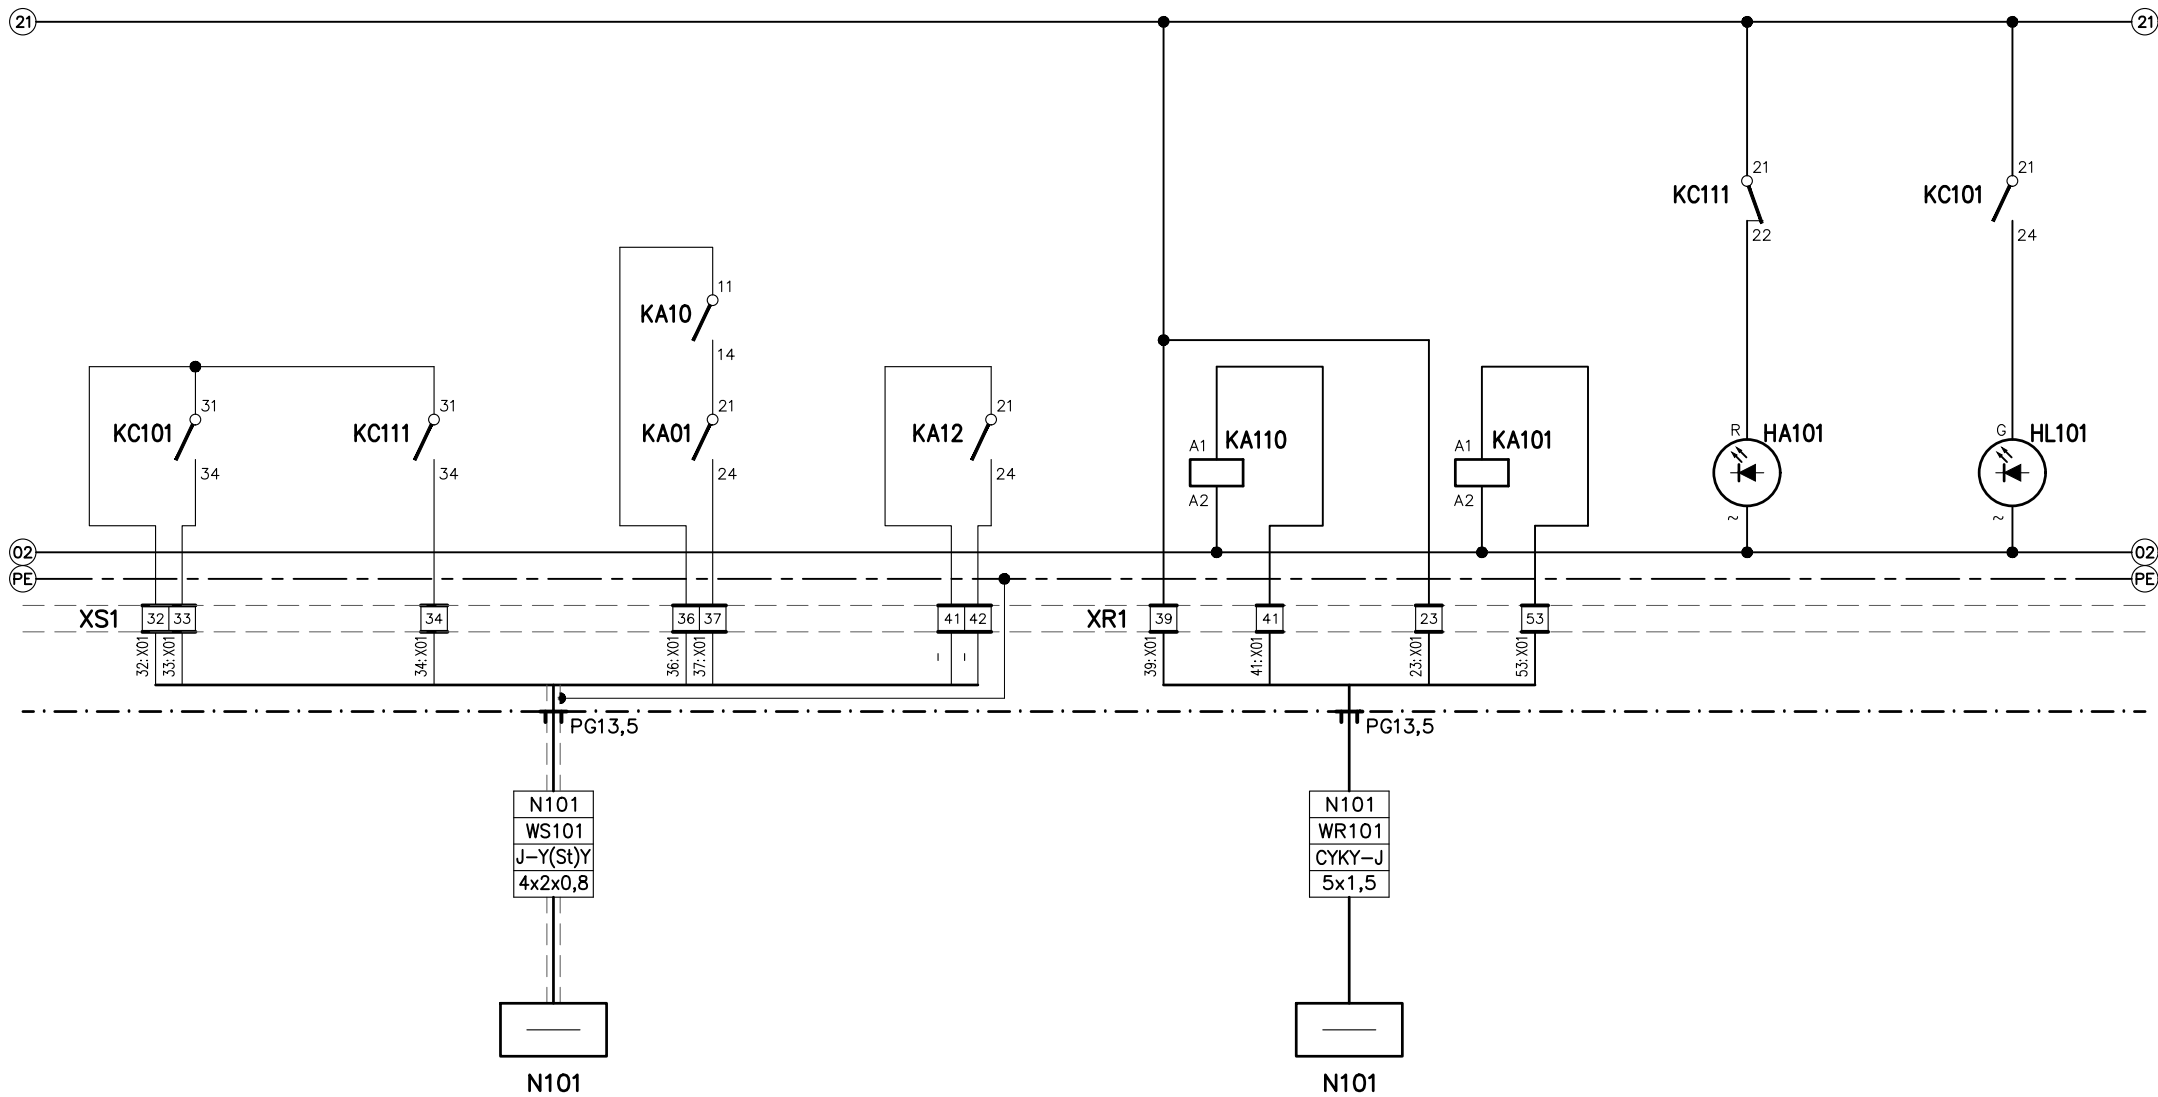 21 21
21 21
KC111 KC101
22 24
11
KA10
14
31 31 21 21
KC101 KC111 KA01 KA12 A1 KA110 A1 KA101 R HA101 G HL101
34 34 24 24 A2 A2
~ ~
02 02
PE PE
XS1 32 33 34 36 37 41 42 XR1 39 41 23 53
32:X01 33:X01 34:X01 36:X01 37:X01 - - 39:X01 41:X01 23:X01 53:X01
PG13,5 PG13,5
N101 N101
WS101 WR101
J-Y(St)Y CYKY-J
4x2x0,8 5x1,5
N101 N101